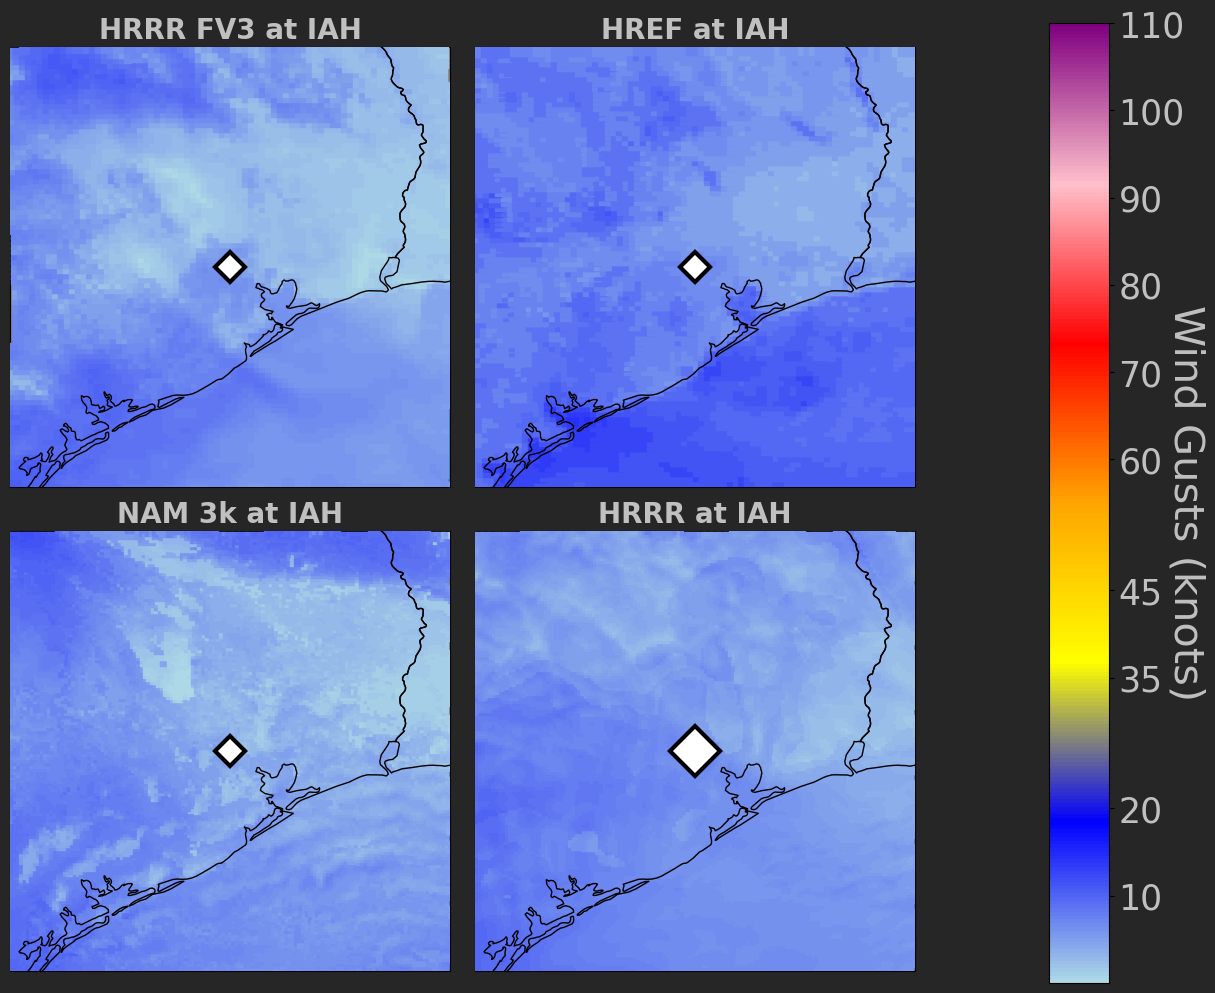 HRRR FV3 at IAH
HREF at IAH
NAM 3k at IAH
HRRR at IAH
110
100
90
80
70
60
45
35
20
10
Wind Gusts (knots)